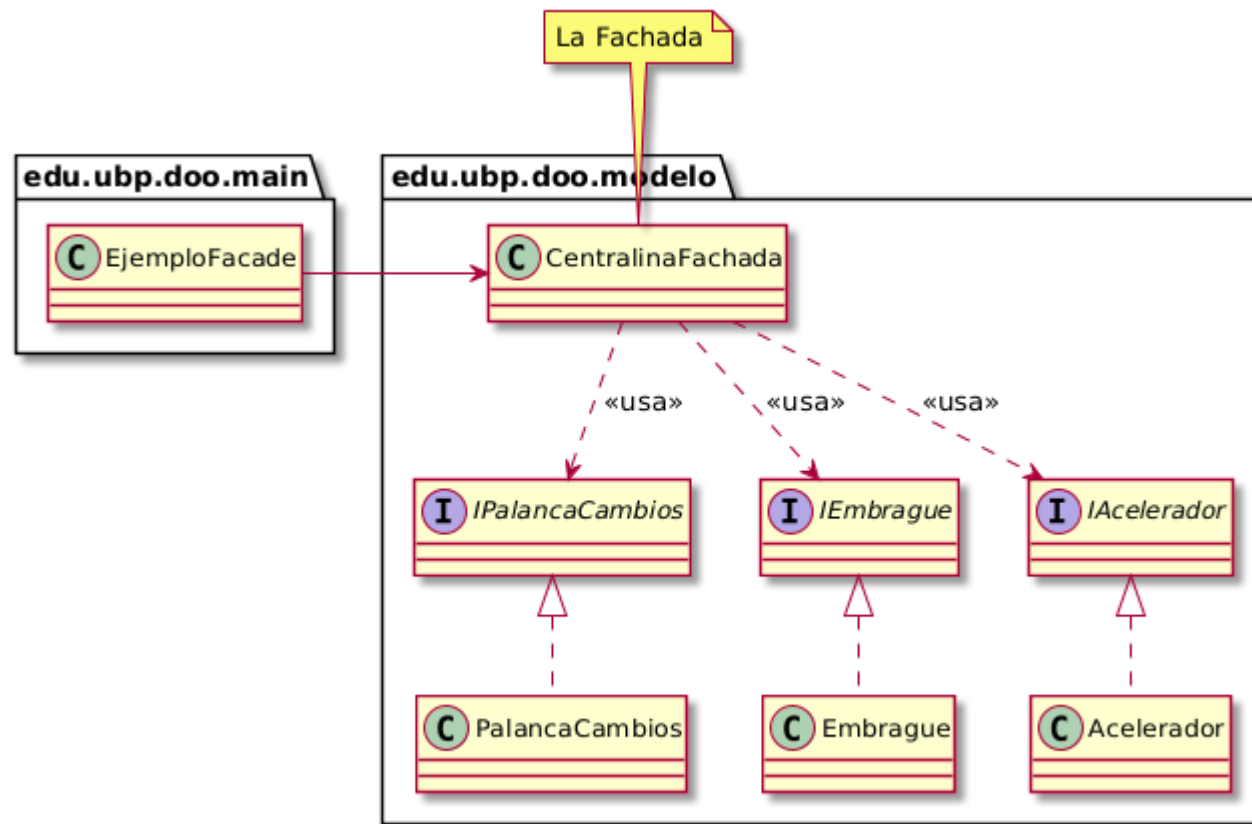 La Fachada
edu.ubp.doo.main
edu.ubp.doo.modelo
C EjemploFacade
C CentralinaFachada
«usa»
«usa»
«usa»
I IPalancaCambios
I IEmbrague
I IAcelerador
C PalancaCambios
C Embrague
C Acelerador